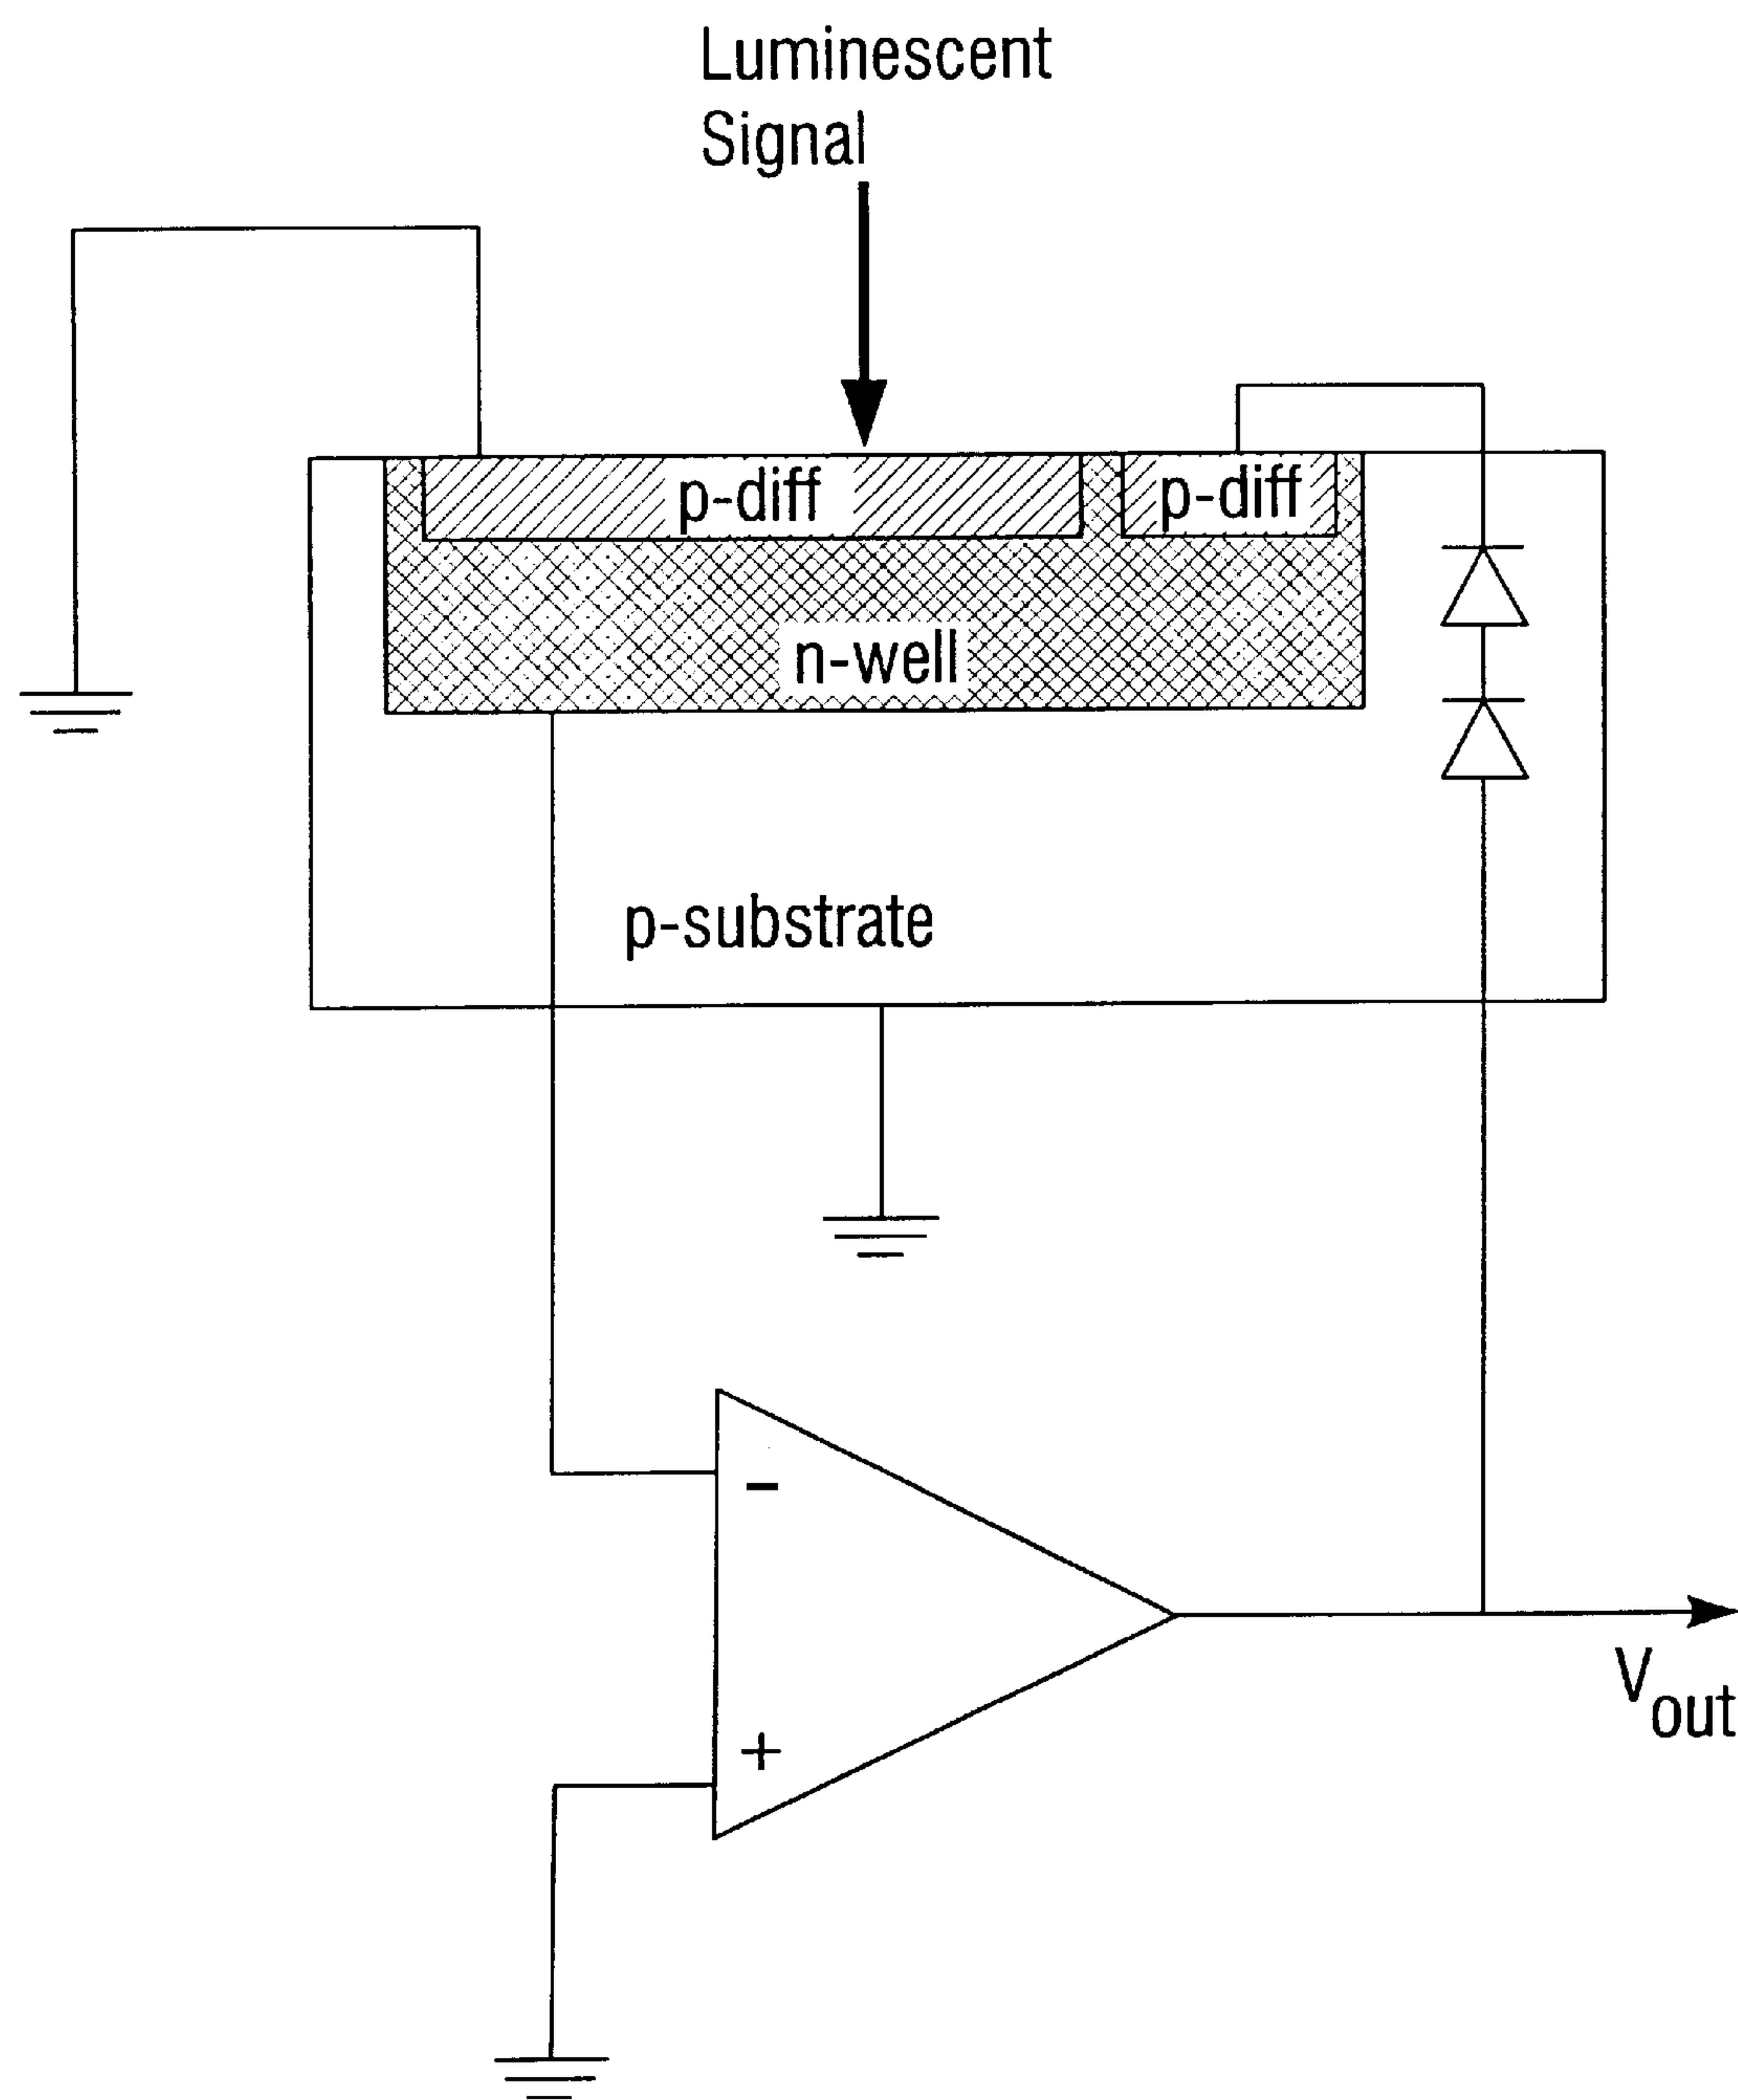 Luminescent
Signal
p-diff
p-diff
n-well
p-substrate
-
+
Vout